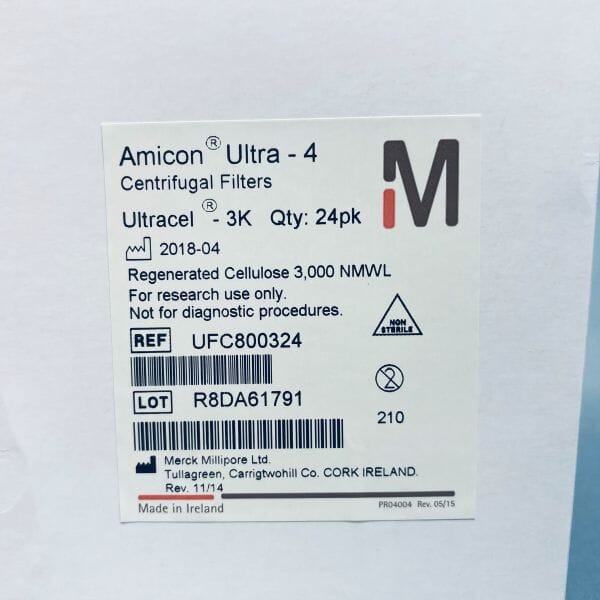 Amicon® Ultra - 4
Centrifugal Filters
Ultracel® - 3K Qty: 24pk
2018-04
Regenerated Cellulose 3,000 NMWL
For research use only.
Not for diagnostic procedures.
NON
STERILE
REF UFC800324
2
LOT R8DA61791
210
Merck Millipore Ltd.
Tullagreen, Carrigtwohill Co. CORK IRELAND.
Rev. 11/14
Made in Ireland
PR04004 Rev. 05/15
M